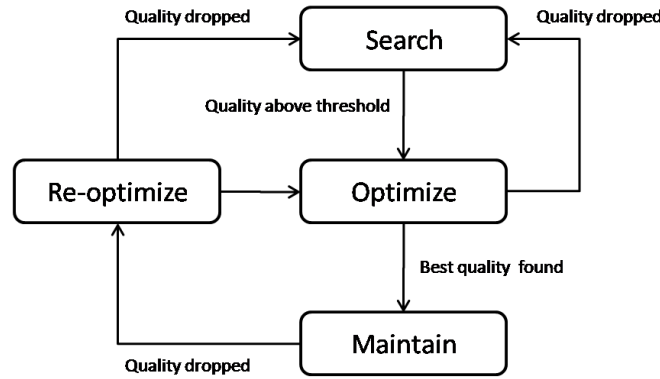 Quality dropped
Search
Quality dropped
Quality above threshold
Re-optimize
Optimize
Best quality found
Maintain
Quality dropped